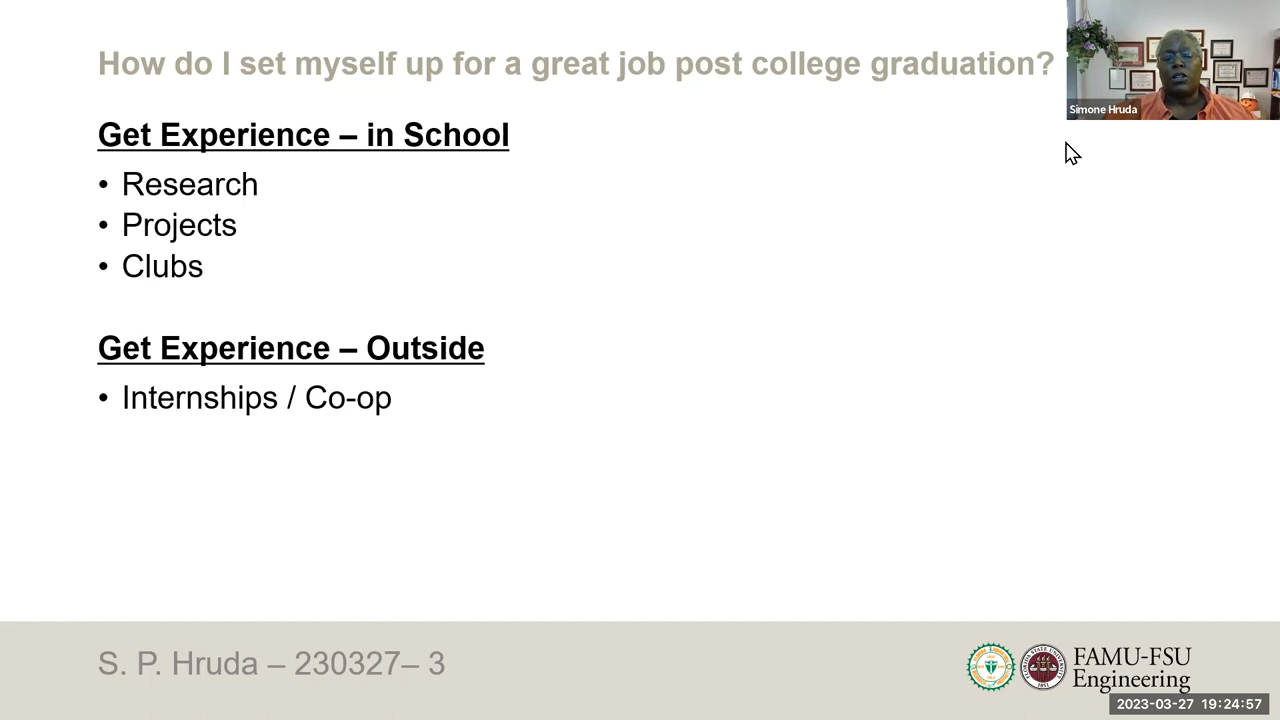 How do I set myself up for a great job post college graduation?
Simone Hruda
Get Experience – in School
• Research
• Projects
• Clubs
Get Experience – Outside
• Internships / Co-op
S. P. Hruda – 230327– 3
FAMU-FSU
Engineering
2023-03-27 19:24:57